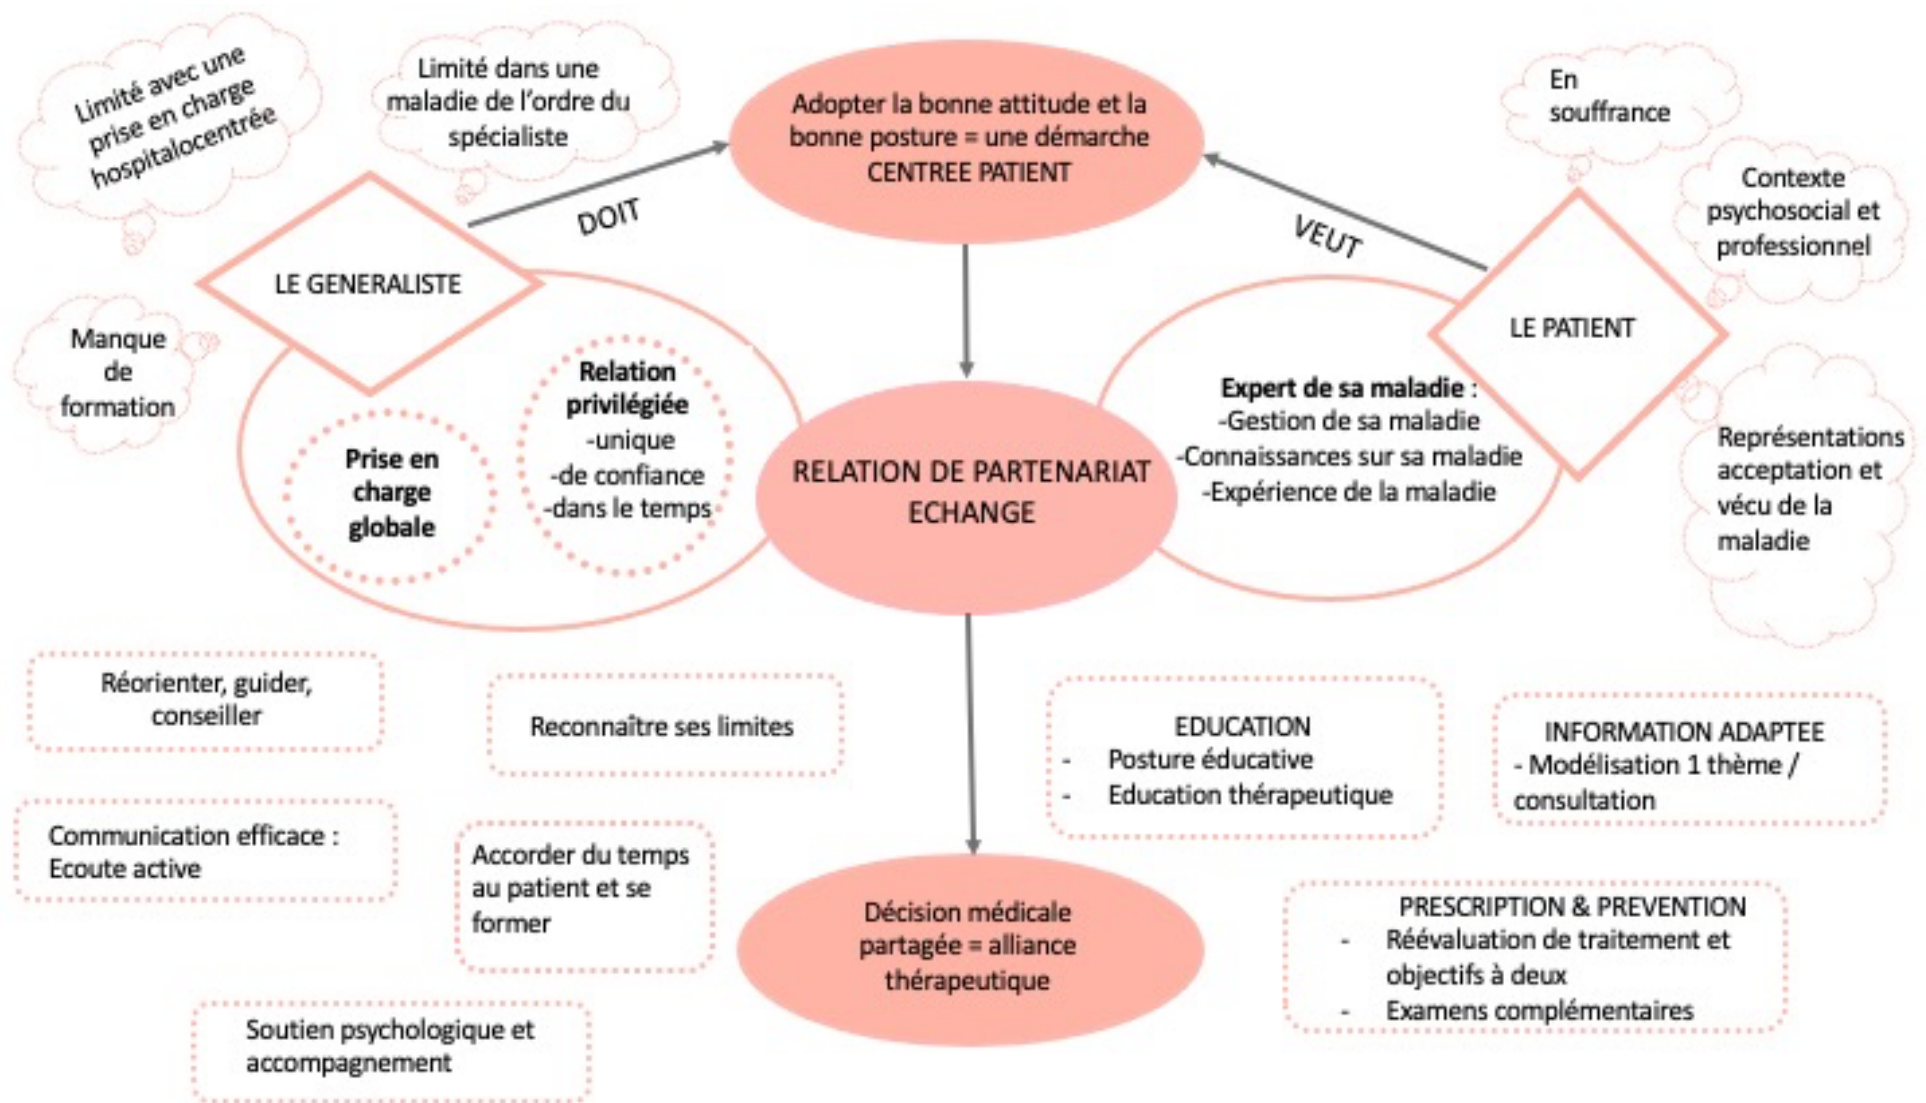 Limité avec une
prise en charge
hospitalocentrée
Limité dans une
maladie de l'ordre du
spécialiste
Adopter la bonne attitude et la
bonne posture = une démarche
CENTREE PATIENT
En
souffrance
Contexte
psychosocial et
professionnel
DOIT
VEUT
LE GENERALISTE
LE PATIENT
Manque
de
formation
Relation
privilégiée
-unique
-de confiance
-dans le temps
Prise en
charge
globale
RELATION DE PARTENARIAT
ECHANGE
Expert de sa maladie :
-Gestion de sa maladie
-Connaissances sur sa maladie
-Expérience de la maladie
Représentations
acceptation et
vécu de la
maladie
Réorienter, guider,
conseiller
Reconnaître ses limites
EDUCATION
- Posture éducative
- Education thérapeutique
INFORMATION ADAPTEE
- Modélisation 1 thème /
consultation
Communication efficace :
Ecoute active
Accorder du temps
au patient et se
former
Décision médicale
partagée = alliance
thérapeutique
PRESCRIPTION & PREVENTION
- Réévaluation de traitement et
objectifs à deux
- Examens complémentaires
Soutien psychologique et
accompagnement